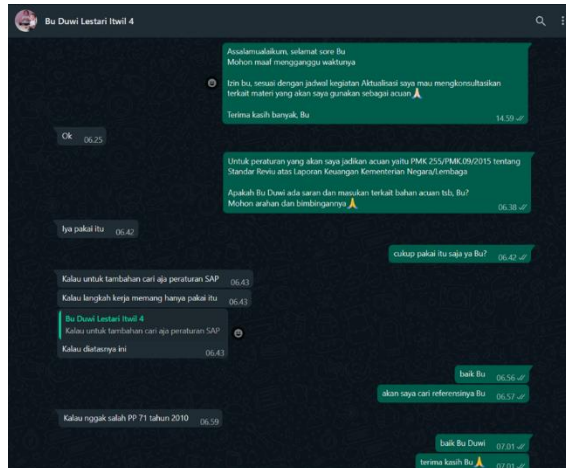 Bu Duwi Lestari Itwil 4
Assalamualaikum, selamat sore Bu
Mohon maaf mengganggu waktunya
Izin bu, sesuai dengan jadwal kegiatan Aktualisasi saya mau mengkonsultasikan
terkait materi yang akan saya gunakan sebagai acuan🙏
Terima kasih banyak, Bu
14.59
Ok
06.25
Untuk peraturan yang akan saya jadikan acuan yaitu PMK 255/PMK.09/2015 tentang
Standar Reviu atas Laporan Keuangan Kementerian Negara/Lembaga
Apakah Bu Duwi ada saran dan masukan terkait bahan acuan tsb, Bu?
Mohon arahan dan bimbingannya🙏
06.38
Iya pakai itu
06.42
cukup pakai itu saja ya Bu?
06.42
Kalau untuk tambahan cari aja peraturan SAP
06.43
Kalau langkah kerja memang hanya pakai itu
06.43
Bu Duwi Lestari Itwil 4
Kalau untuk tambahan cari aja peraturan SAP
Kalau diatasnya ini
06.43
baik Bu
06.56
akan saya cari referensinya Bu
06.57
Kalau nggak salah PP 71 tahun 2010
06.59
baik Bu Duwi
07.01
terima kasih Bu🙏
07.01